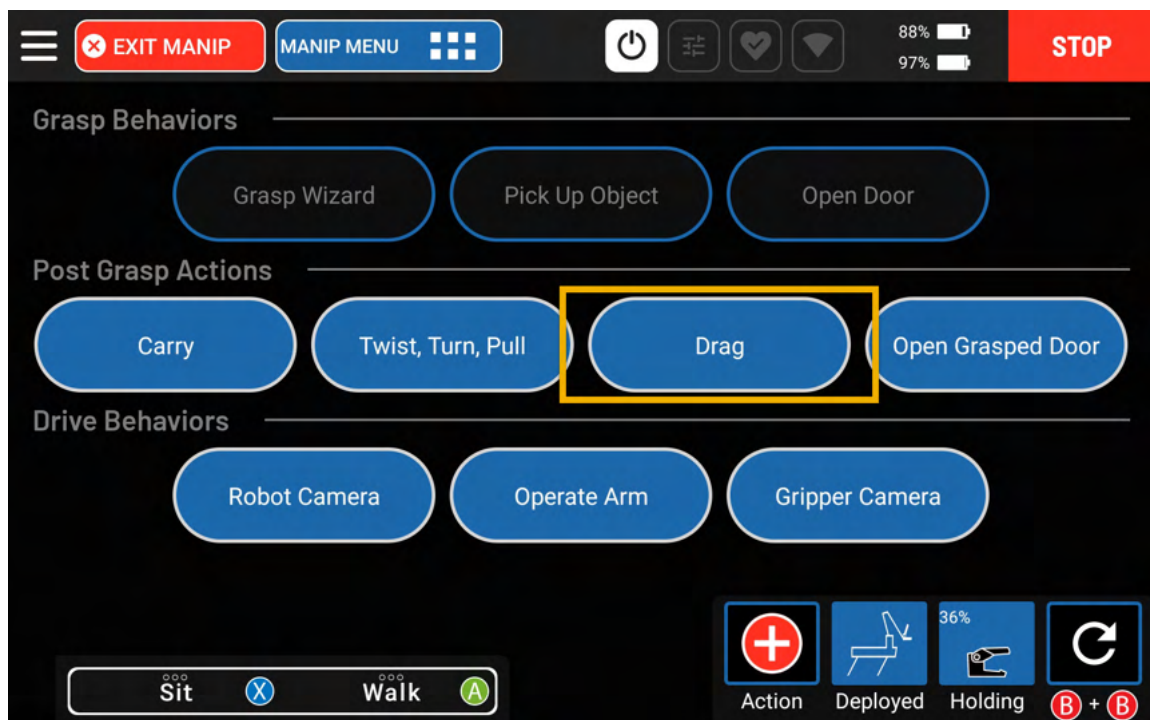 EXIT MANIP
MANIP MENU
88%
97%
STOP
Grasp Behaviors
Grasp Wizard
Pick Up Object
Open Door
Post Grasp Actions
Carry
Twist, Turn, Pull
Drag
Open Grasped Door
Drive Behaviors
Robot Camera
Operate Arm
Gripper Camera
36%
Sit X
Walk A
Action
Deployed
Holding
B + B